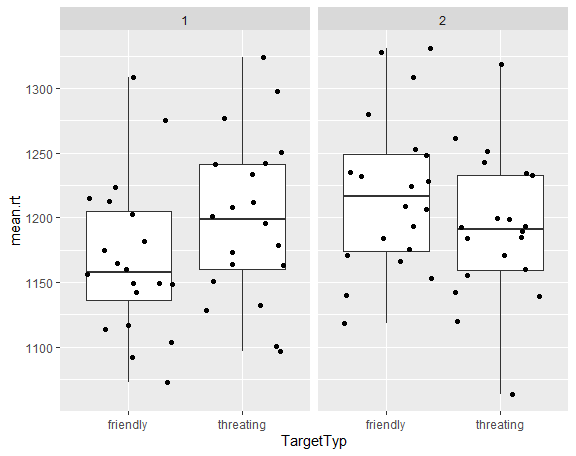 1 2
mean.rt
1300
1250
1200
1150
1100
friendly threating friendly threating
TargetTyp